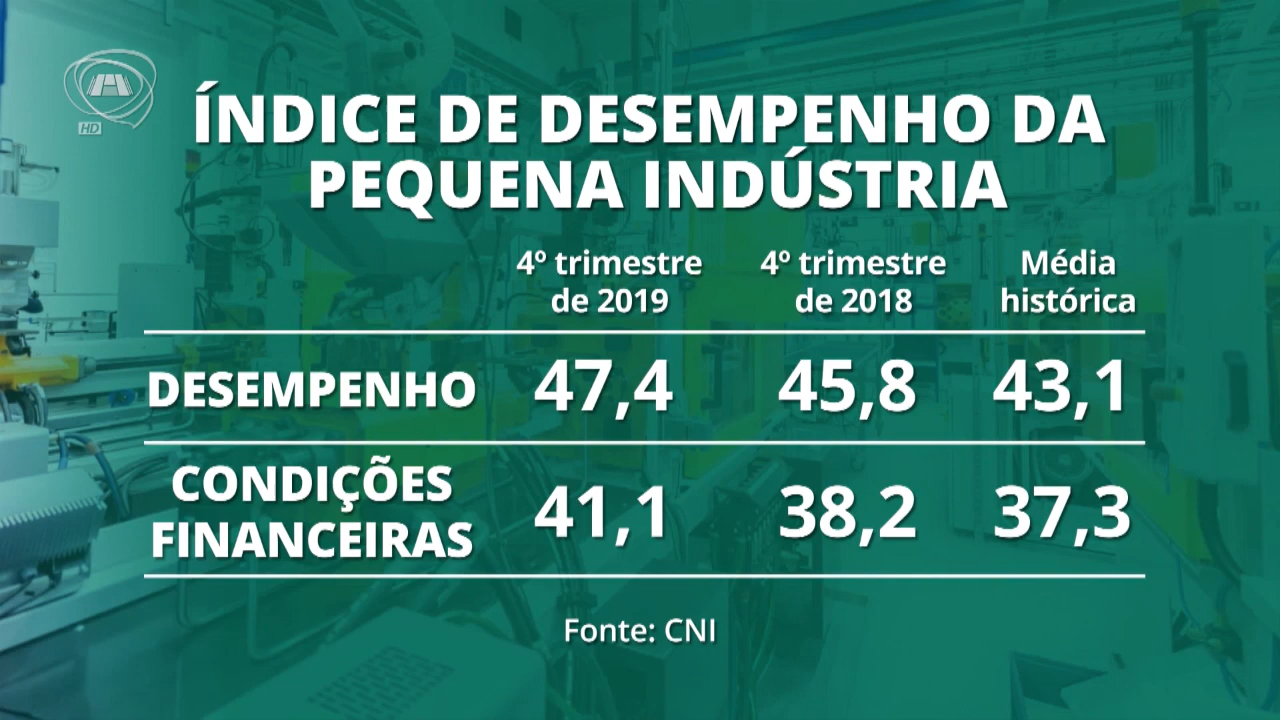 HD
ÍNDICE DE DESEMPENHO DA
PEQUENA INDÚSTRIA
4º trimestre
de 2019
4º trimestre
de 2018
Média
histórica
DESEMPENHO 47,4 45,8 43,1
CONDIÇÕES
FINANCEIRAS
41,1 38,2 37,3
Fonte: CNI